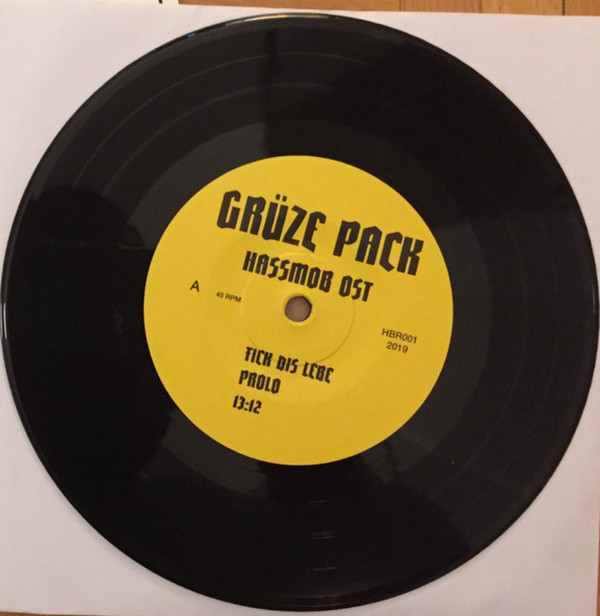 GRÜZE PACK
HASSMOB OST
A
45 RPM
HBR001
2019
FICK DIS LEBE
PROLO
13:12